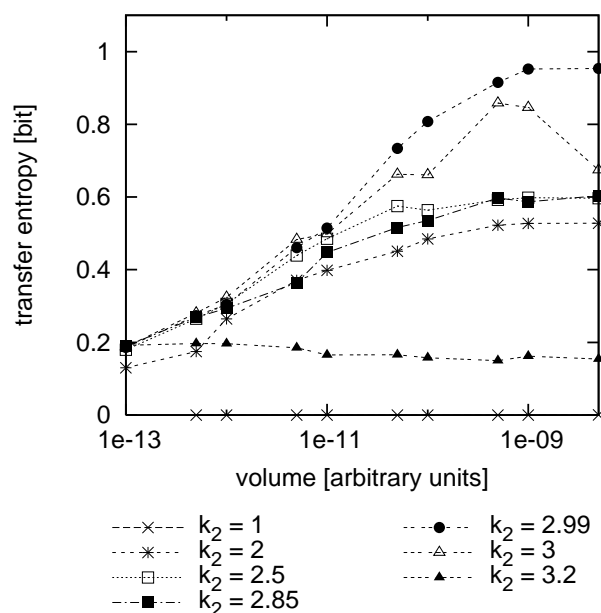 transfer entropy [bit]
1
0.8
0.6
0.4
0.2
0
1e-13
1e-11
1e-09
volume [arbitrary units]
k2 = 1
k2 = 2
k2 = 2.5
k2 = 2.85
k2 = 2.99
k2 = 3
k2 = 3.2